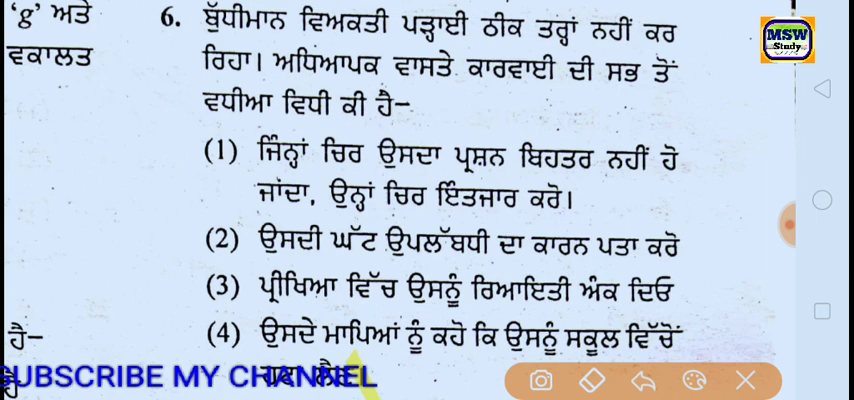 'g' ਅਤੇ
ਵਕਾਲਤ
6. ਬੁੱਧੀਮਾਨ ਵਿਅਕਤੀ ਪੜ੍ਹਾਈ ਠੀਕ ਤਰ੍ਹਾਂ ਨਹੀਂ ਕਰ
ਰਿਹਾ। ਅਧਿਆਪਕ ਵਾਸਤੇ ਕਾਰਵਾਈ ਦੀ ਸਭ ਤੋਂ
ਵਧੀਆ ਵਿਧੀ ਕੀ ਹੈ–
(1) ਜਿੰਨ੍ਹਾਂ ਚਿਰ ਉਸਦਾ ਪ੍ਰਸ਼ਨ ਬਿਹਤਰ ਨਹੀਂ ਹੋ
ਜਾਂਦਾ, ਉਨ੍ਹਾਂ ਚਿਰ ਇੰਤਜਾਰ ਕਰੋ।
(2) ਉਸਦੀ ਘੱਟ ਉਪਲੱਬਧੀ ਦਾ ਕਾਰਨ ਪਤਾ ਕਰੋ
(3) ਪ੍ਰੀਖਿਆ ਵਿੱਚ ਉਸਨੂੰ ਰਿਆਇਤੀ ਅੰਕ ਦਿਓ
(4) ਉਸਦੇ ਮਾਪਿਆਂ ਨੂੰ ਕਹੋ ਕਿ ਉਸਨੂੰ ਸਕੂਲ ਵਿੱਚੋਂ
ਹੈ–
SUBSCRIBE MY CHANNEL
MSW
Study